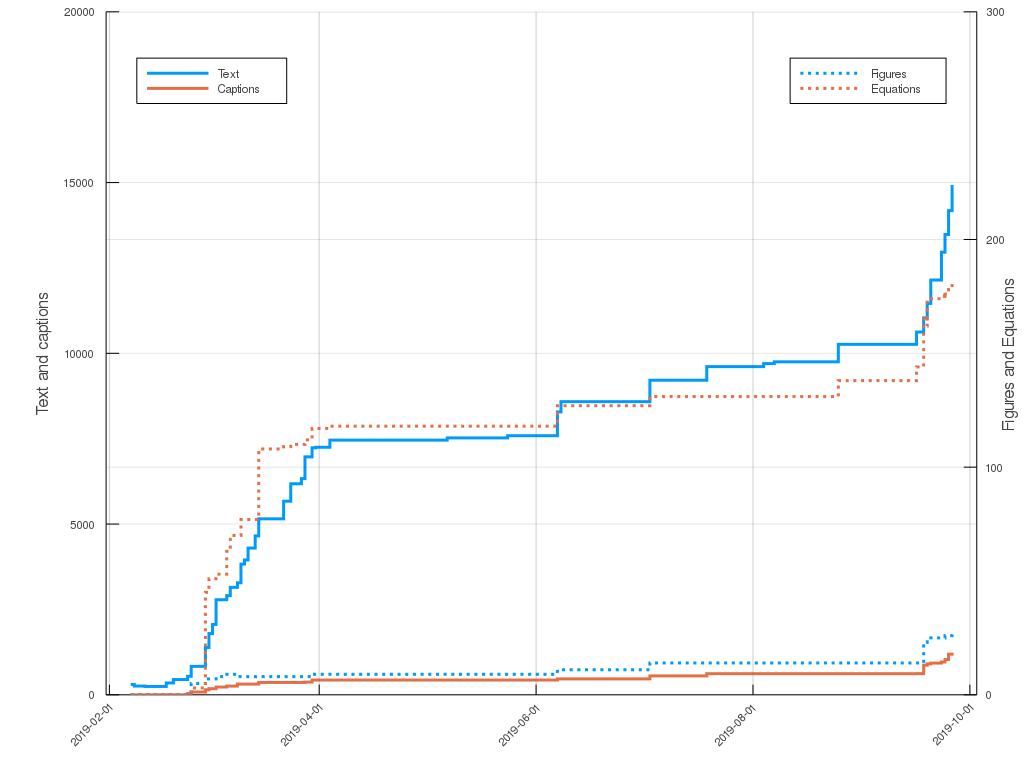 20000
15000
10000
5000
0
Text and captions
Text
Captions
Figures
Equations
300
200
100
0
Figures and Equations
2019-02-01
2019-04-01
2019-06-01
2019-08-01
2019-10-01